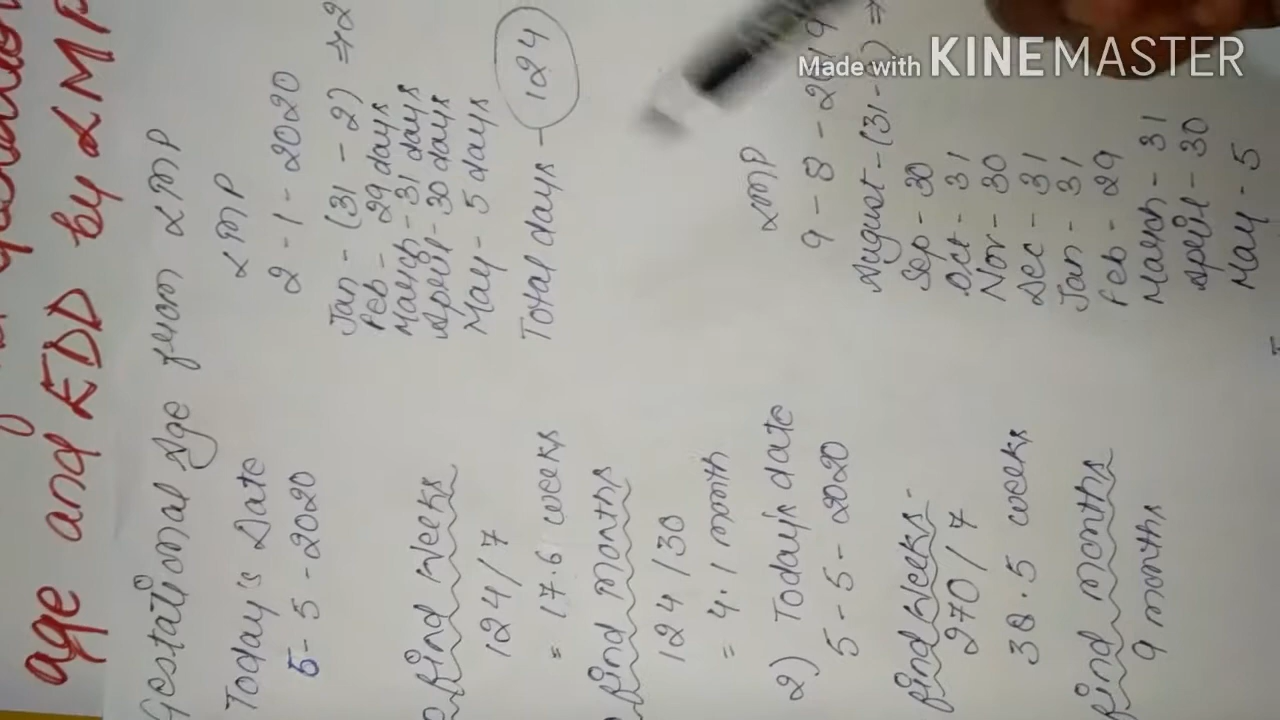 age and EDD by LMP
Gestational Age from LMP
Today's Date LMP
5-5-2020 2-1-2020
Jan - (31 - 2) ⇒ 2
Feb - 29 days
March - 31 days
April - 30 days
May - 5 days
Total days - 124
Find weeks
124/7
= 17.6 weeks
Find months
124/30
= 4.1 month
2) Today's date LMP
5-5-2020 9-8-2019
August - (31-9) ⇒
Sep - 30
Oct - 31
Nov - 30
Dec - 31
Jan - 31
Feb - 29
March - 31
April - 30
May - 5
Find weeks -
270/7
38.5 weeks
Find months
9 months
Made with KINEMASTER